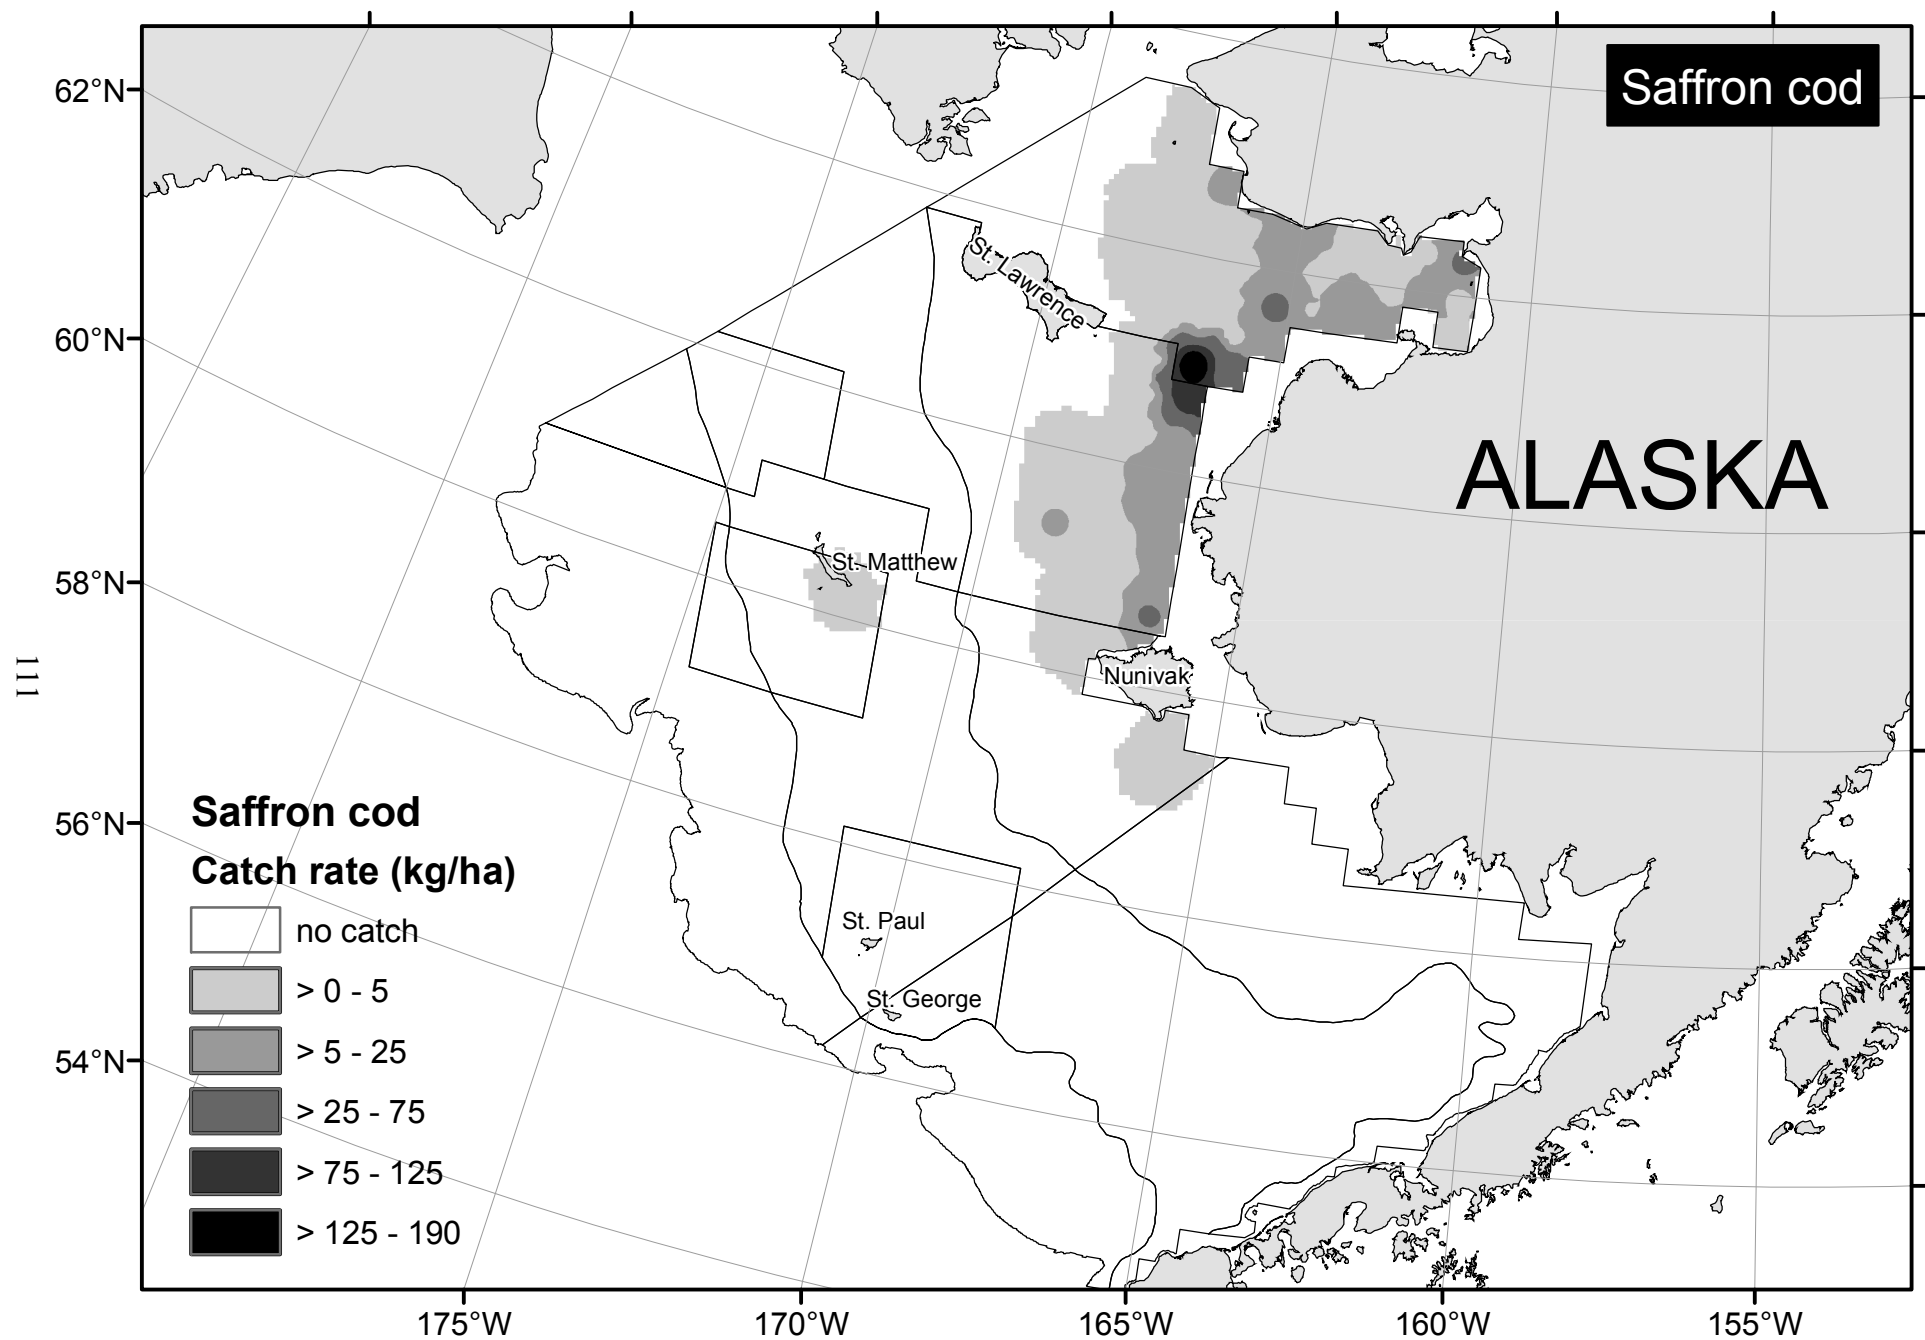 Saffron cod
62°N
60°N
58°N
56°N
54°N
St. Lawrence
ALASKA
St. Matthew
Nunivak
111
Saffron cod
Catch rate (kg/ha)
no catch
> 0 - 5
> 5 - 25
> 25 - 75
> 75 - 125
> 125 - 190
St. Paul
St. George
175°W
170°W
165°W
160°W
155°W